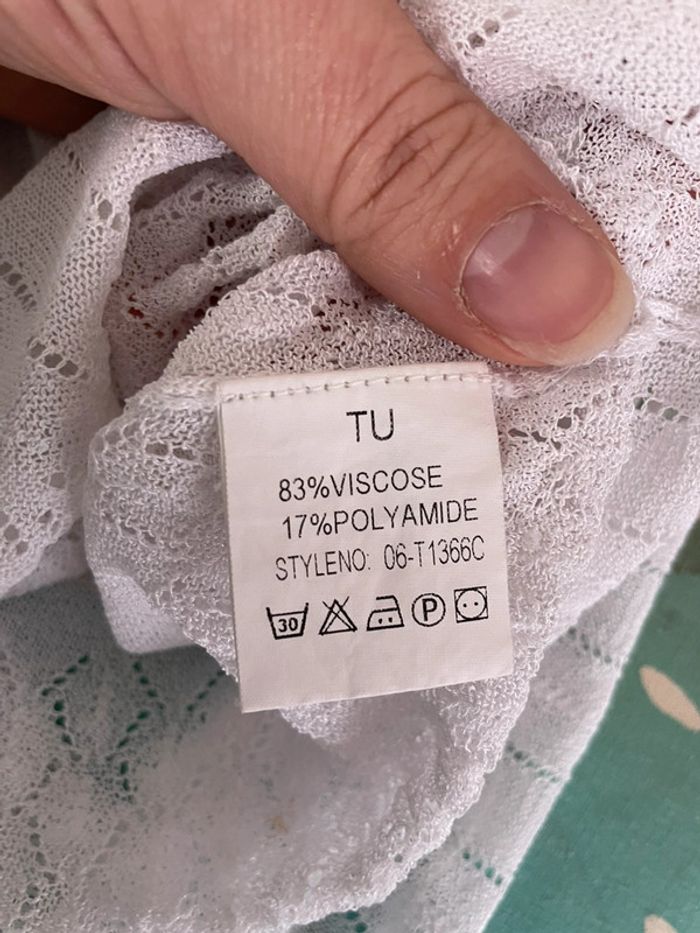 TU
83%VISCOSE
17%POLYAMIDE
STYLENO: 06-T1366C
30 P